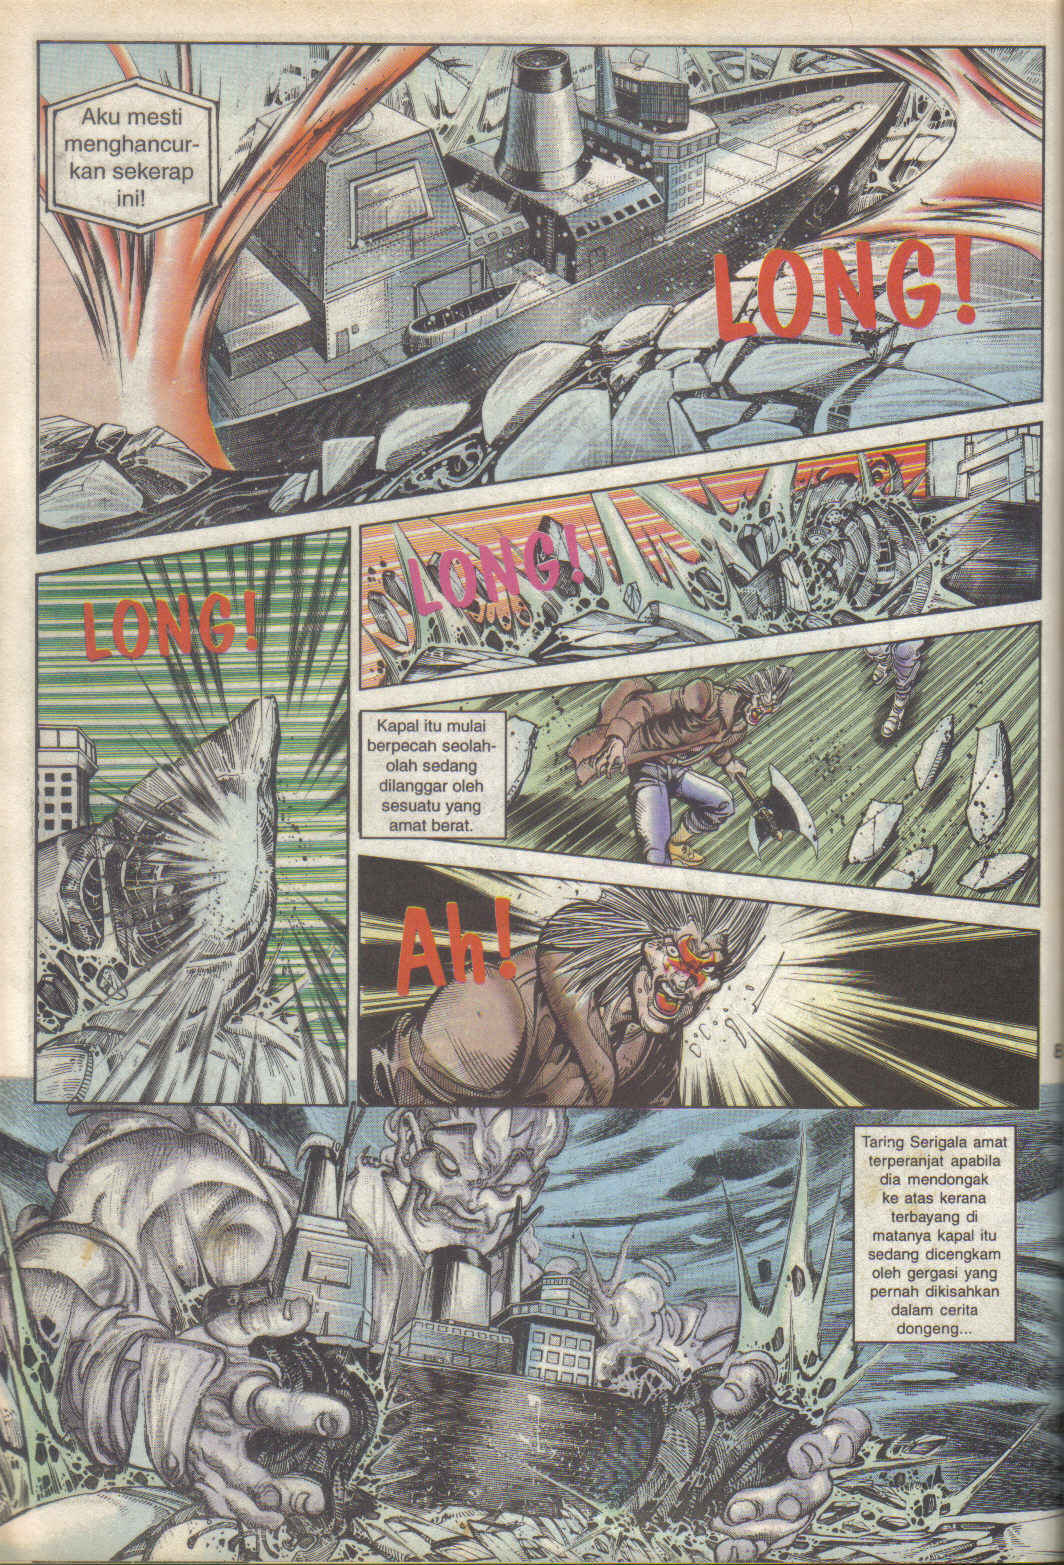 Aku mesti
menghancur-
kan sekerap
ini!
LONG!
LONG!
LONG!
Kapal itu mulai
berpecah seolah-
olah sedang
dilanggar oleh
sesuatu yang
amat berat.
Ah!
Taring Serigala amat
terperanjat apabila
dia mendongak
ke atas kerana
terbayang di
matanya kapal itu
sedang dicengkam
oleh gergasi yang
pernah dikisahkan
dalam cerita
dongeng...